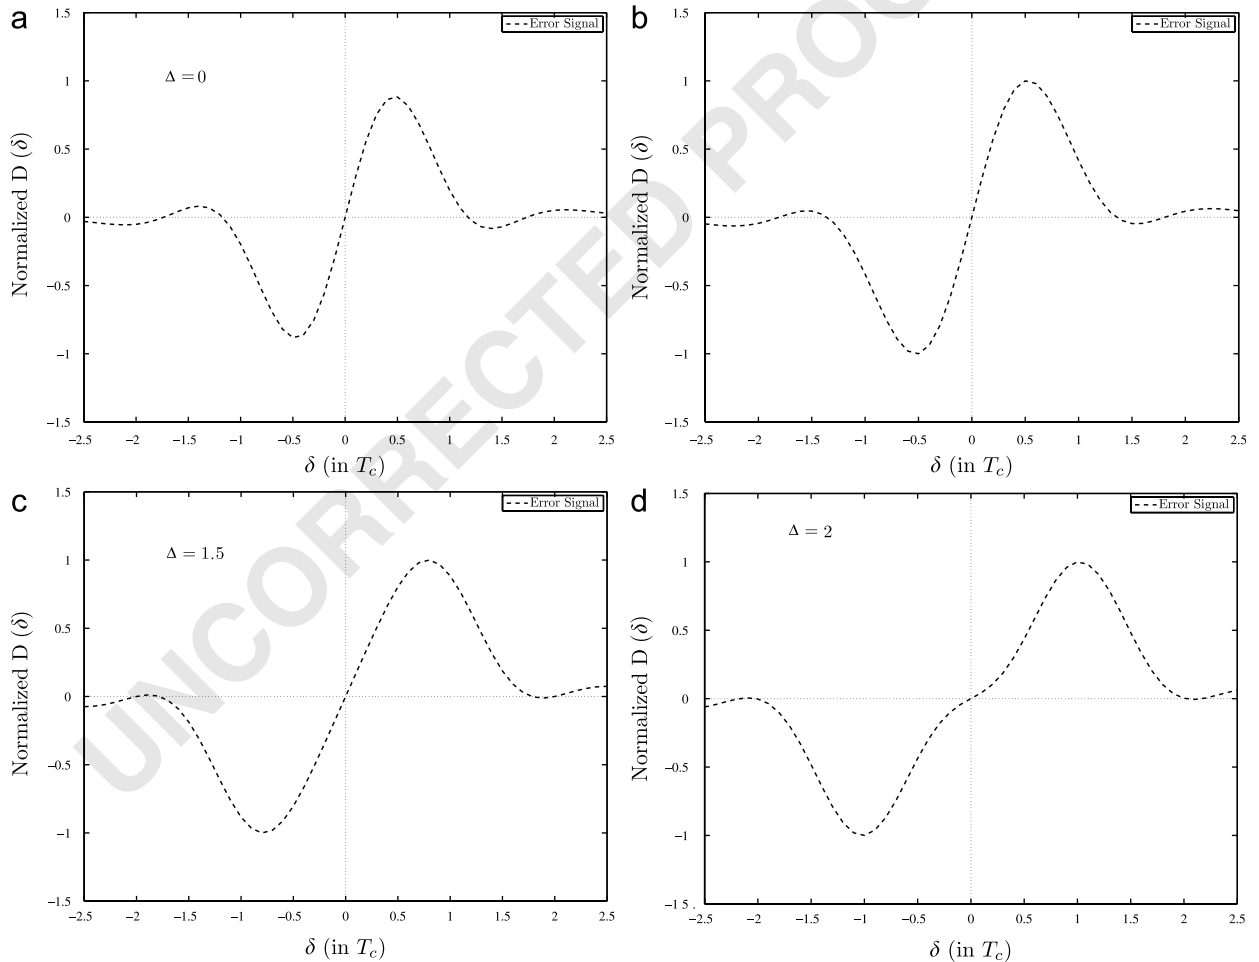 a
Error Signal
Δ = 0
1.5
1
0.5
0
−0.5
−1
−1.5
Normalized D (δ)
−2.5 −2 −1.5 −1 −0.5 0 0.5 1 1.5 2 2.5
δ (in T_c)
b
Error Signal
1.5
1
0.5
0
−0.5
−1
−1.5
Normalized D (δ)
−2.5 −2 −1.5 −1 −0.5 0 0.5 1 1.5 2 2.5
δ (in T_c)
c
Error Signal
Δ = 1.5
1.5
1
0.5
0
−0.5
−1
−1.5
Normalized D (δ)
−2.5 −2 −1.5 −1 −0.5 0 0.5 1 1.5 2 2.5
δ (in T_c)
d
Error Signal
Δ = 2
1.5
1
0.5
0
−0.5
−1
−1 5 .
Normalized D (δ)
−2.5 −2 −1.5 −1 −0.5 0 0.5 1 1.5 2 2.5
δ (in T_c)
UNCORRECTED PROO